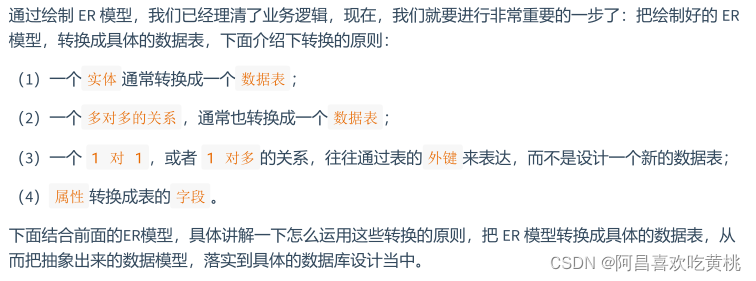 通过绘制 ER 模型，我们已经理清了业务逻辑，现在，我们就要进行非常重要的一步了：把绘制好的 ER
模型，转换成具体的数据表，下面介绍下转换的原则：
（1）一个 实体 通常转换成一个 数据表；
（2）一个 多对多的关系 ，通常也转换成一个 数据表；
（3）一个 1 对 1，或者 1 对多 的关系，往往通过表的 外键 来表达，而不是设计一个新的数据表；
（4） 属性 转换成表的 字段 。
下面结合前面的ER模型，具体讲解一下怎么运用这些转换的原则，把 ER 模型转换成具体的数据表，从
而把抽象出来的数据模型，落实到具体的数据库设计当中。
CSDN @阿昌喜欢吃黄桃